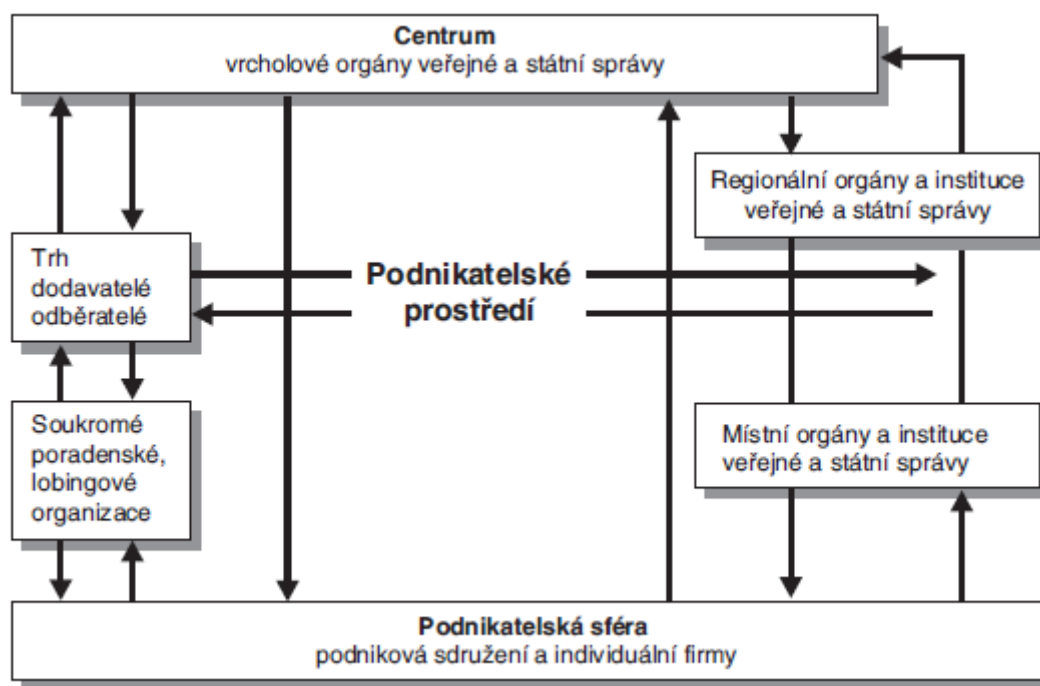 Centrum
vrcholové orgány veřejné a státní správy
Regionální orgány a instituce
veřejné a státní správy
Trh
dodavatelé
odběratelé
Podnikatelské
prostředí
Soukromé
poradenské,
lobingové
organizace
Místní orgány a instituce
veřejné a státní správy
Podnikatelská sféra
podniková sdružení a individuální firmy